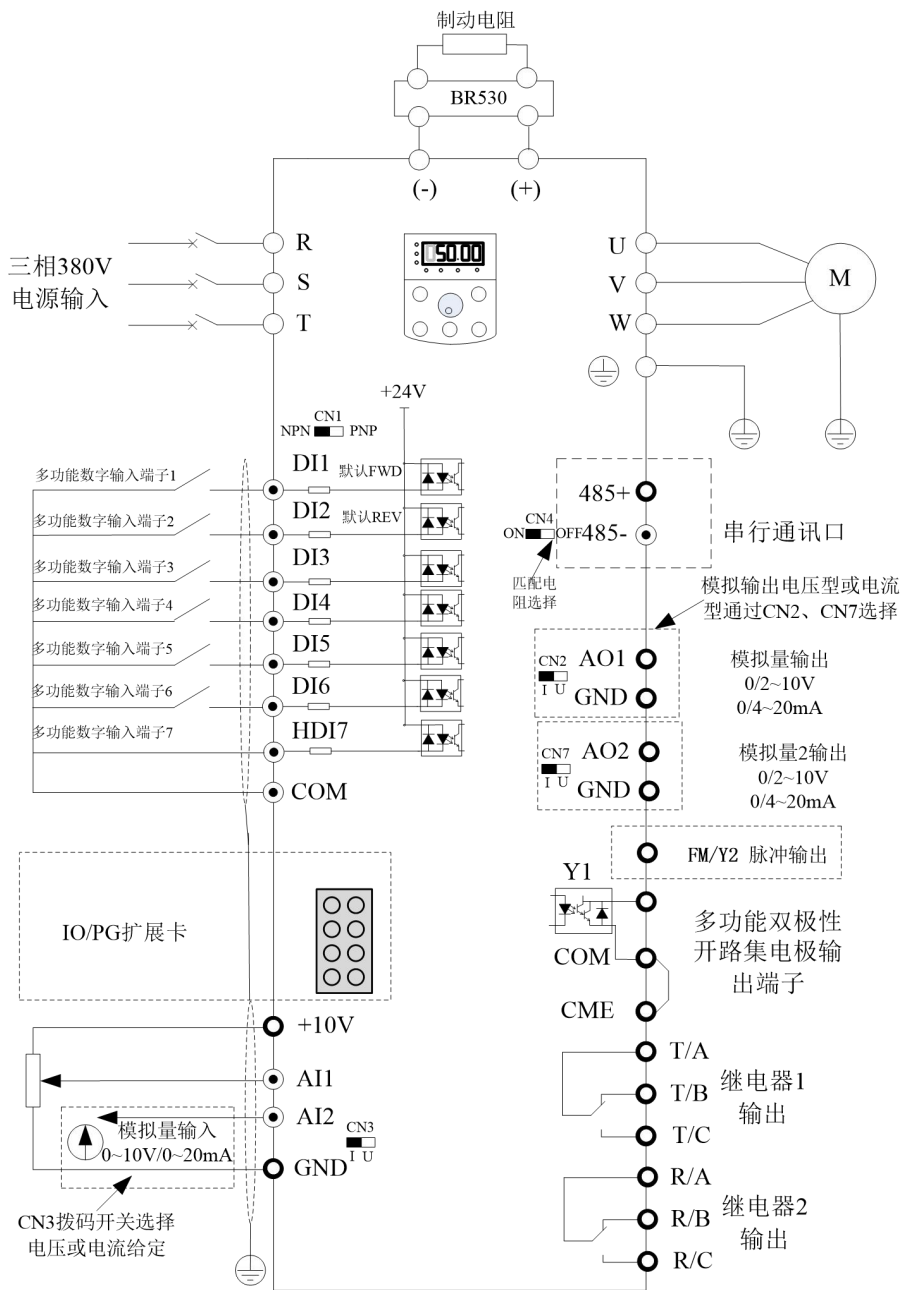 制动电阻
BR530
(-)
(+)
三相380V
电源输入
R
S
T
50.00
U
V
W
M
+24V
CN1
NPN
PNP
多功能数字输入端子1
DI1
默认FWD
多功能数字输入端子2
DI2
默认REV
多功能数字输入端子3
DI3
多功能数字输入端子4
DI4
多功能数字输入端子5
DI5
多功能数字输入端子6
DI6
多功能数字输入端子7
HDI7
COM
485+
CN4
ON
OFF
485-
串行通讯口
匹配电
阻选择
模拟输出电压型或电流
型通过CN2、CN7选择
CN2
I U
AO1
GND
模拟量输出
0/2~10V
0/4~20mA
CN7
I U
AO2
GND
模拟量2输出
0/2~10V
0/4~20mA
FM/Y2 脉冲输出
Y1
COM
CME
多功能双极性
开路集电极输
出端子
IO/PG扩展卡
+10V
AI1
AI2
模拟量输入
0~10V/0~20mA
CN3
I U
GND
CN3拨码开关选择
电压或电流给定
T/A
T/B
T/C
继电器1
输出
R/A
R/B
R/C
继电器2
输出